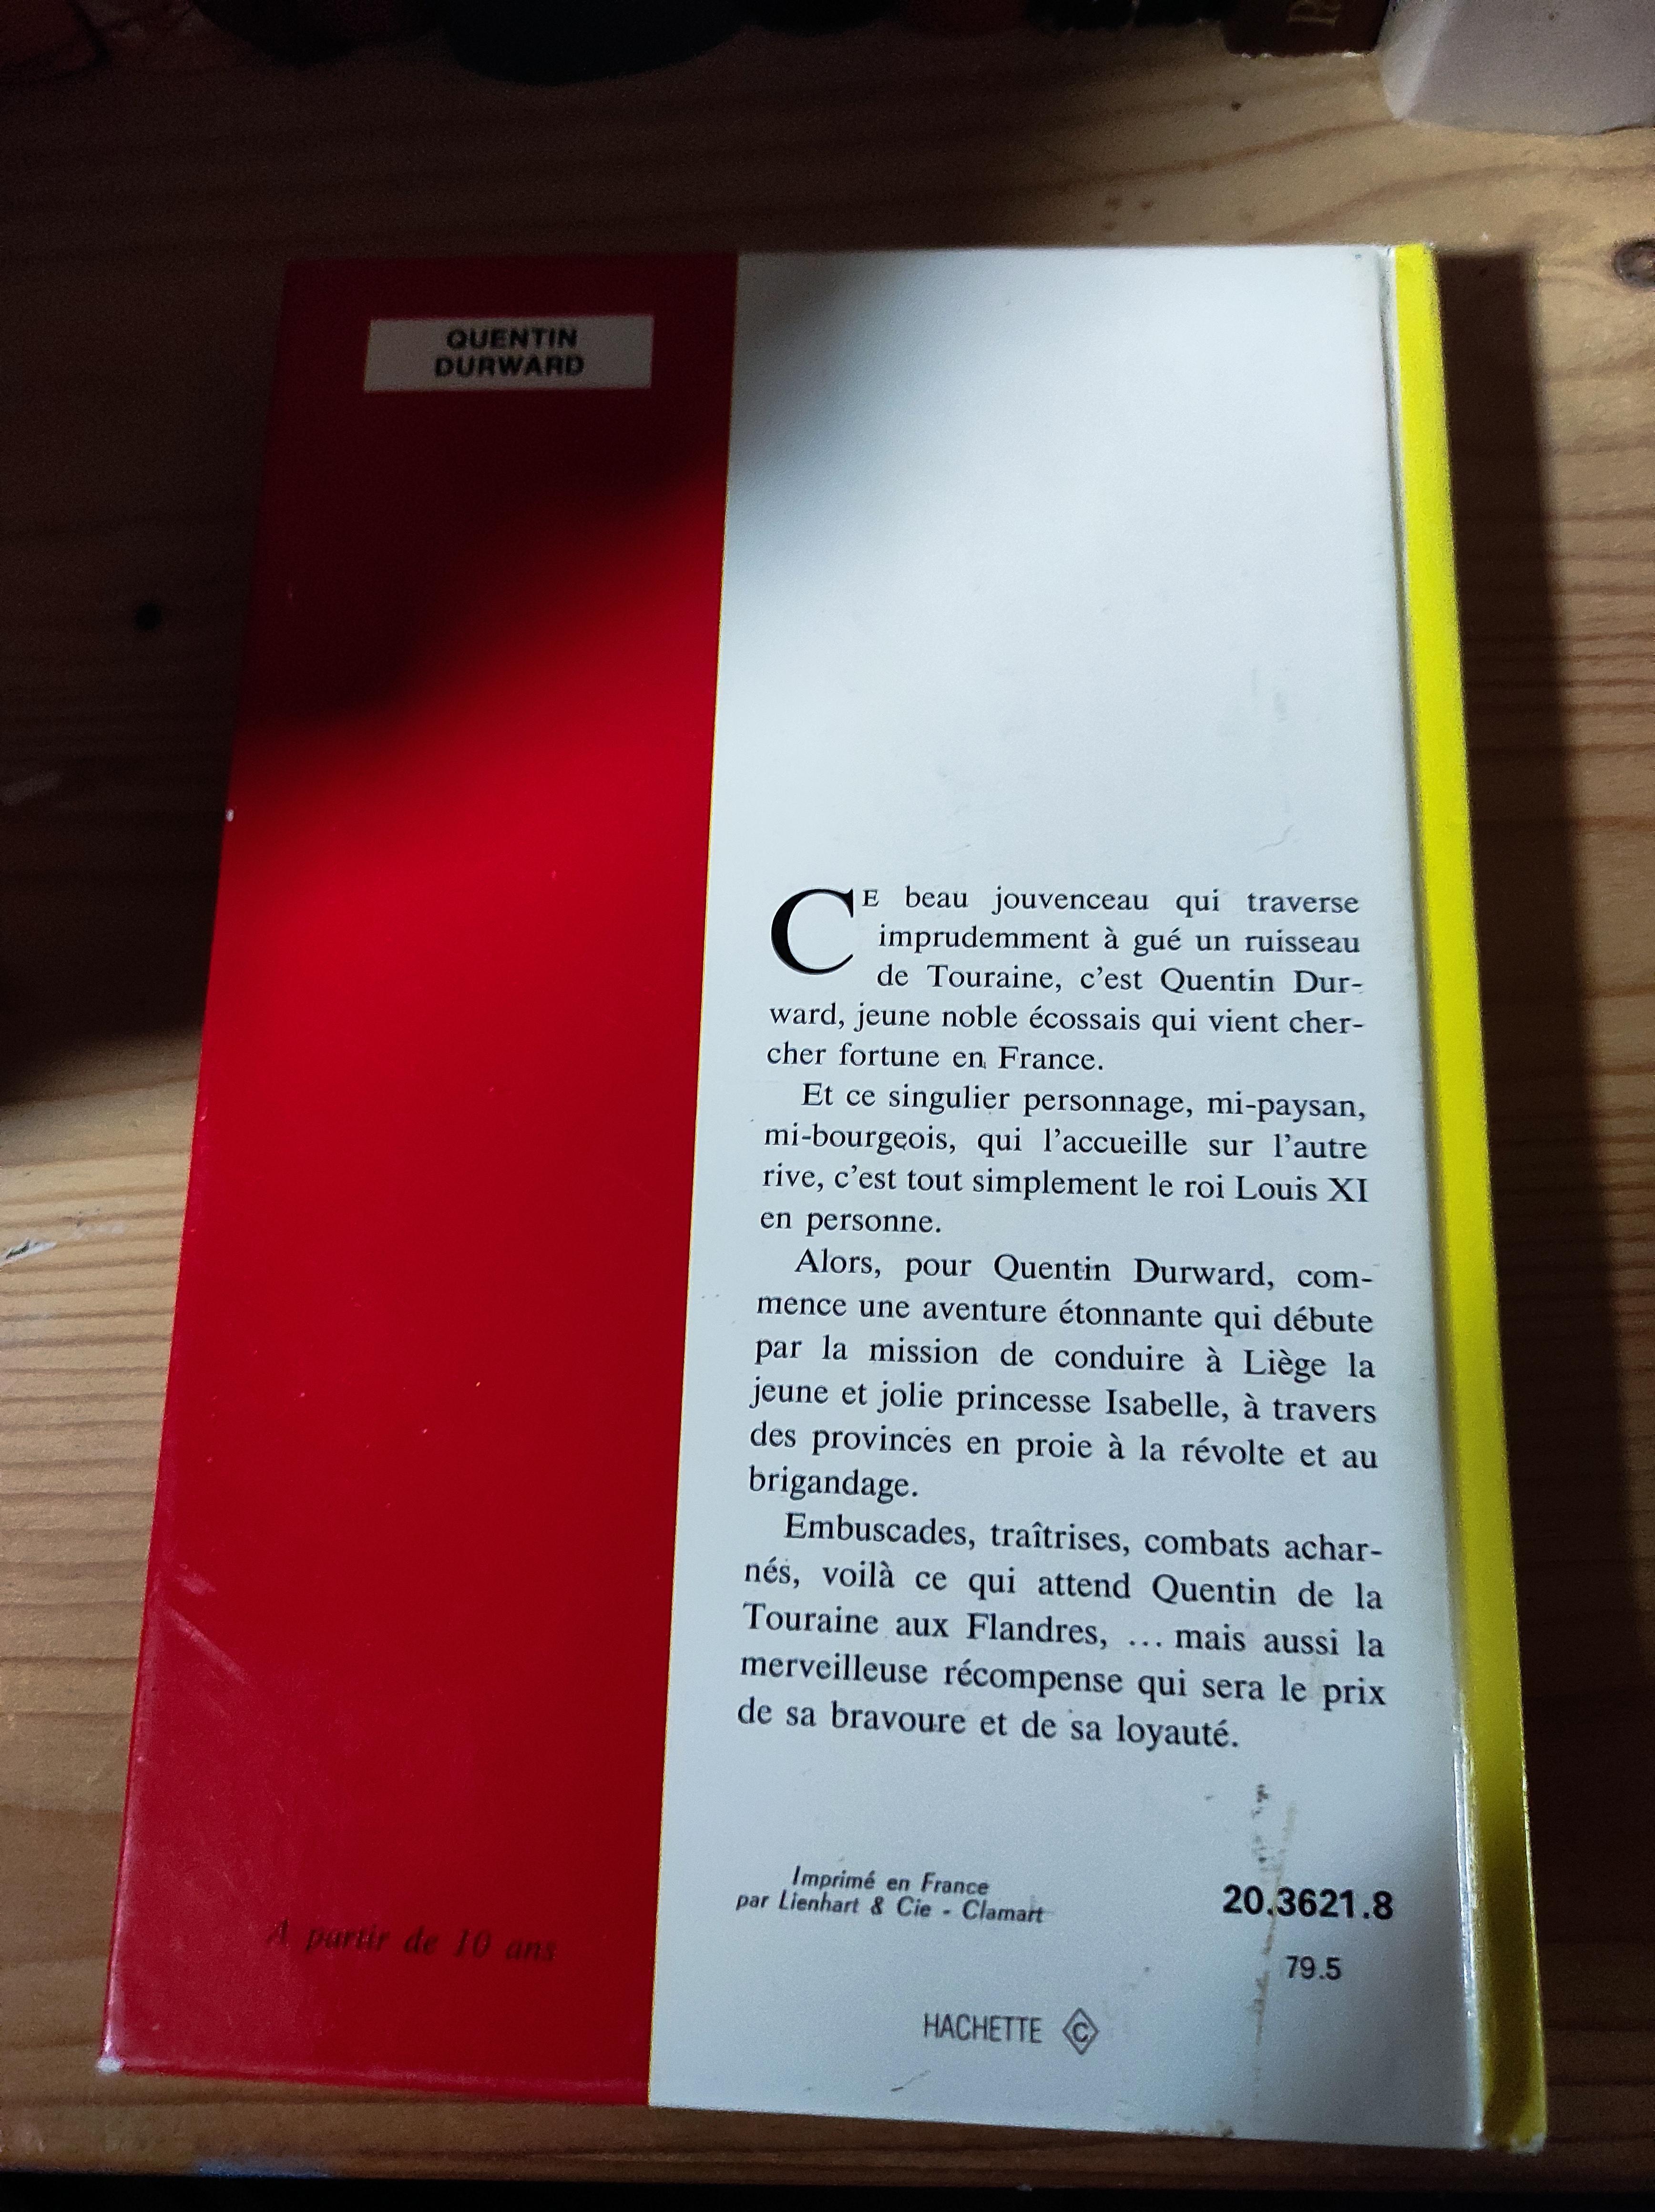 QUENTIN
DURWARD
CE beau jouvenceau qui traverse
imprudemment à gué un ruisseau
de Touraine, c'est Quentin Dur-
ward, jeune noble écossais qui vient cher-
cher fortune en France.
Et ce singulier personnage, mi-paysan,
mi-bourgeois, qui l'accueille sur l'autre
rive, c'est tout simplement le roi Louis XI
en personne.
Alors, pour Quentin Durward, com-
mence une aventure étonnante qui débute
par la mission de conduire à Liège la
jeune et jolie princesse Isabelle, à travers
des provinces en proie à la révolte et au
brigandage.
Embuscades, traîtrises, combats achar-
nés, voilà ce qui attend Quentin de la
Touraine aux Flandres, ... mais aussi la
merveilleuse récompense qui sera le prix
de sa bravoure et de sa loyauté.
Imprimé en France
par Lienhart & Cie - Clamart
20.3621.8
79.5
A partir de 10 ans
HACHETTE C